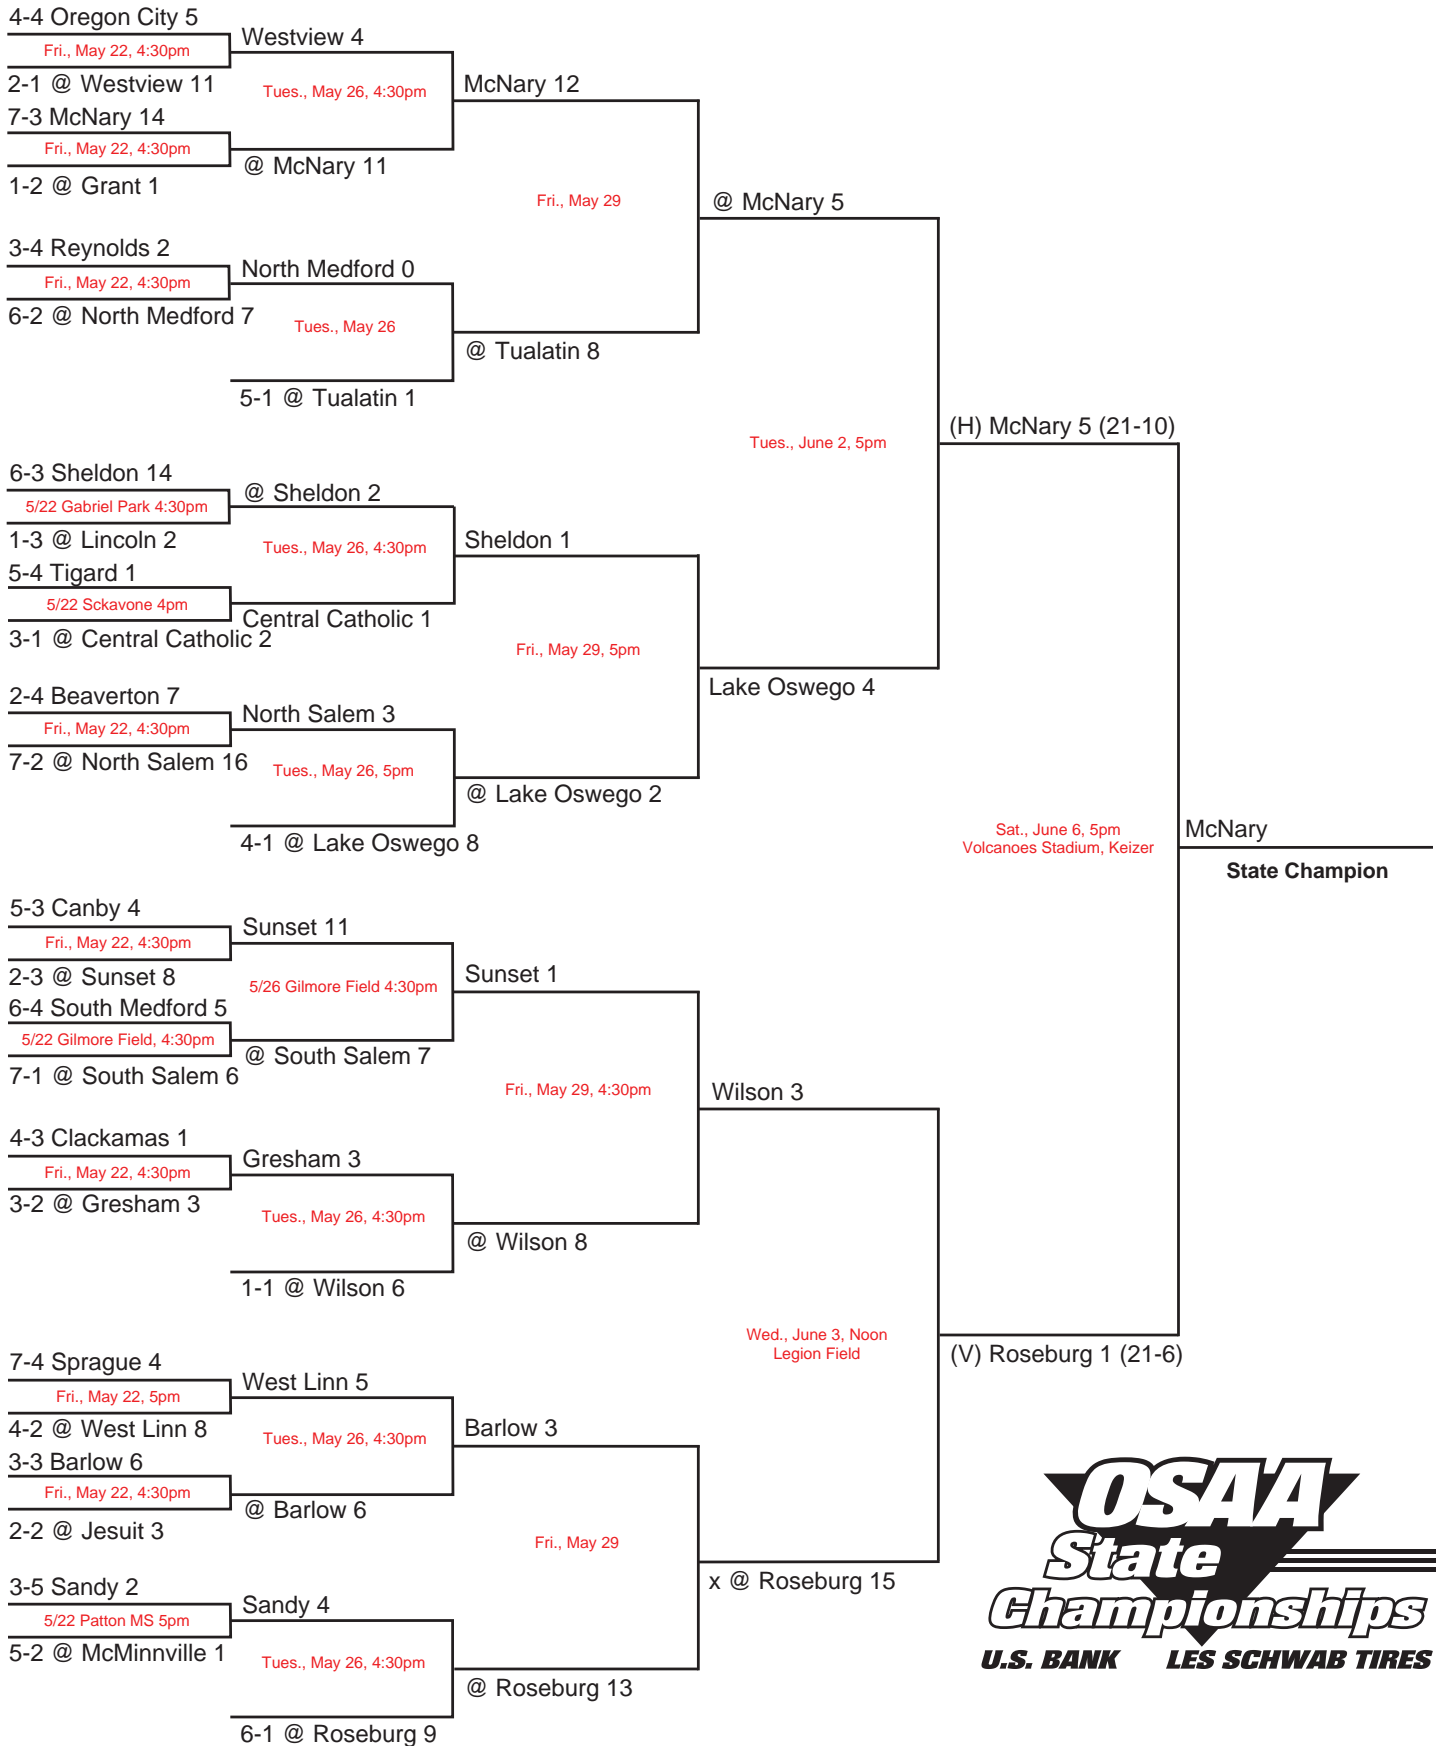 4-4 Oregon City 5
Fri., May 22, 4:30pm
2-1 @ Westview 11
7-3 McNary 14
Fri., May 22, 4:30pm
1-2 @ Grant 1
3-4 Reynolds 2
Fri., May 22, 4:30pm
6-2 @ North Medford 7
6-3 Sheldon 14
5/22 Gabriel Park 4:30pm
1-3 @ Lincoln 2
5-4 Tigard 1
5/22 Sckavone 4pm
3-1 @ Central Catholic 2
2-4 Beaverton 7
Fri., May 22, 4:30pm
7-2 @ North Salem 16
5-3 Canby 4
Fri., May 22, 4:30pm
2-3 @ Sunset 8
6-4 South Medford 5
5/22 Gilmore Field, 4:30pm
7-1 @ South Salem 6
4-3 Clackamas 1
Fri., May 22, 4:30pm
3-2 @ Gresham 3
7-4 Sprague 4
Fri., May 22, 5pm
4-2 @ West Linn 8
3-3 Barlow 6
Fri., May 22, 4:30pm
2-2 @ Jesuit 3
3-5 Sandy 2
5/22 Patton MS 5pm
5-2 @ McMinnville 1
Westview 4
Tues., May 26, 4:30pm
@ McNary 11
North Medford 0
Tues., May 26
5-1 @ Tualatin 1
@ Sheldon 2
Tues., May 26, 4:30pm
Central Catholic 1
North Salem 3
Tues., May 26, 5pm
4-1 @ Lake Oswego 8
Sunset 11
5/26 Gilmore Field 4:30pm
@ South Salem 7
Gresham 3
Tues., May 26, 4:30pm
1-1 @ Wilson 6
West Linn 5
Tues., May 26, 4:30pm
@ Barlow 6
Sandy 4
Tues., May 26, 4:30pm
6-1 @ Roseburg 9
McNary 12
Fri., May 29
@ Tualatin 8
Sheldon 1
Fri., May 29, 5pm
@ Lake Oswego 2
Sunset 1
Fri., May 29, 4:30pm
@ Wilson 8
Barlow 3
Fri., May 29
@ Roseburg 13
@ McNary 5
Tues., June 2, 5pm
Lake Oswego 4
Wilson 3
Wed., June 3, Noon
Legion Field
x @ Roseburg 15
(H) McNary 5 (21-10)
Sat., June 6, 5pm
Volcanoes Stadium, Keizer
(V) Roseburg 1 (21-6)
McNary
State Champion
OSAA
State
Championships
U.S. BANK LES SCHWAB TIRES